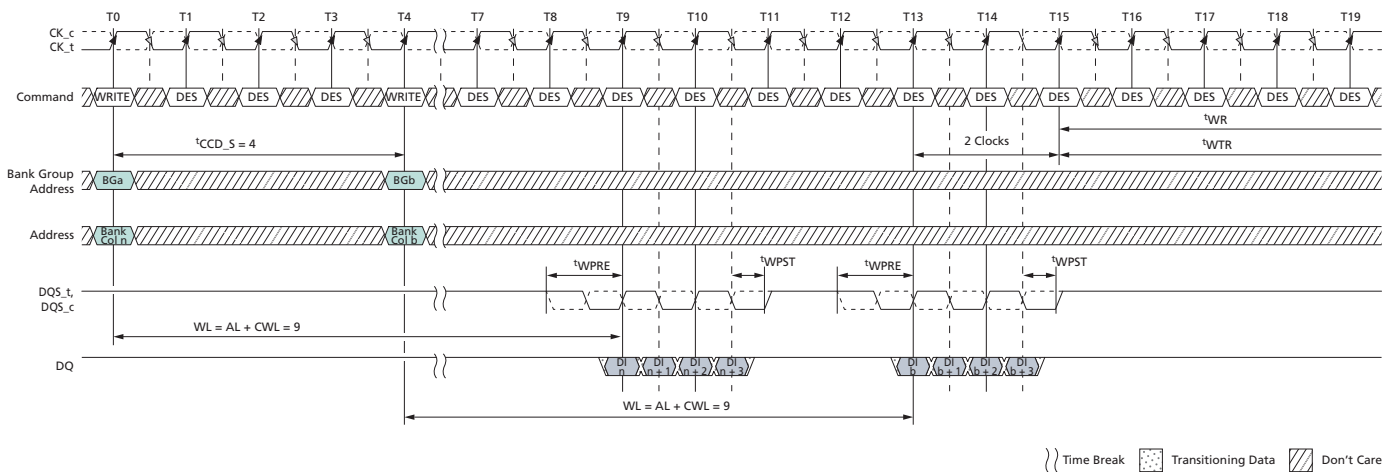 T0 T1 T2 T3 T4 T7 T8 T9 T10 T11 T12 T13 T14 T15 T16 T17 T18 T19
CK_c
CK_t
Command WRITE DES DES DES WRITE DES DES DES DES DES DES DES DES DES DES DES DES DES
tWR
tCCD_S = 4
2 Clocks
tWTR
Bank Group
Address
BGa BGb
Address
Bank
Col n
Bank
Col b
tWPRE tWPST tWPRE tWPST
DQS_t,
DQS_c
WL = AL + CWL = 9
DQ
DI
n
DI
n + 1
DI
n + 2
DI
n + 3
DI
b
DI
b + 1
DI
b + 2
DI
b + 3
WL = AL + CWL = 9
Time Break Transitioning Data Don't Care